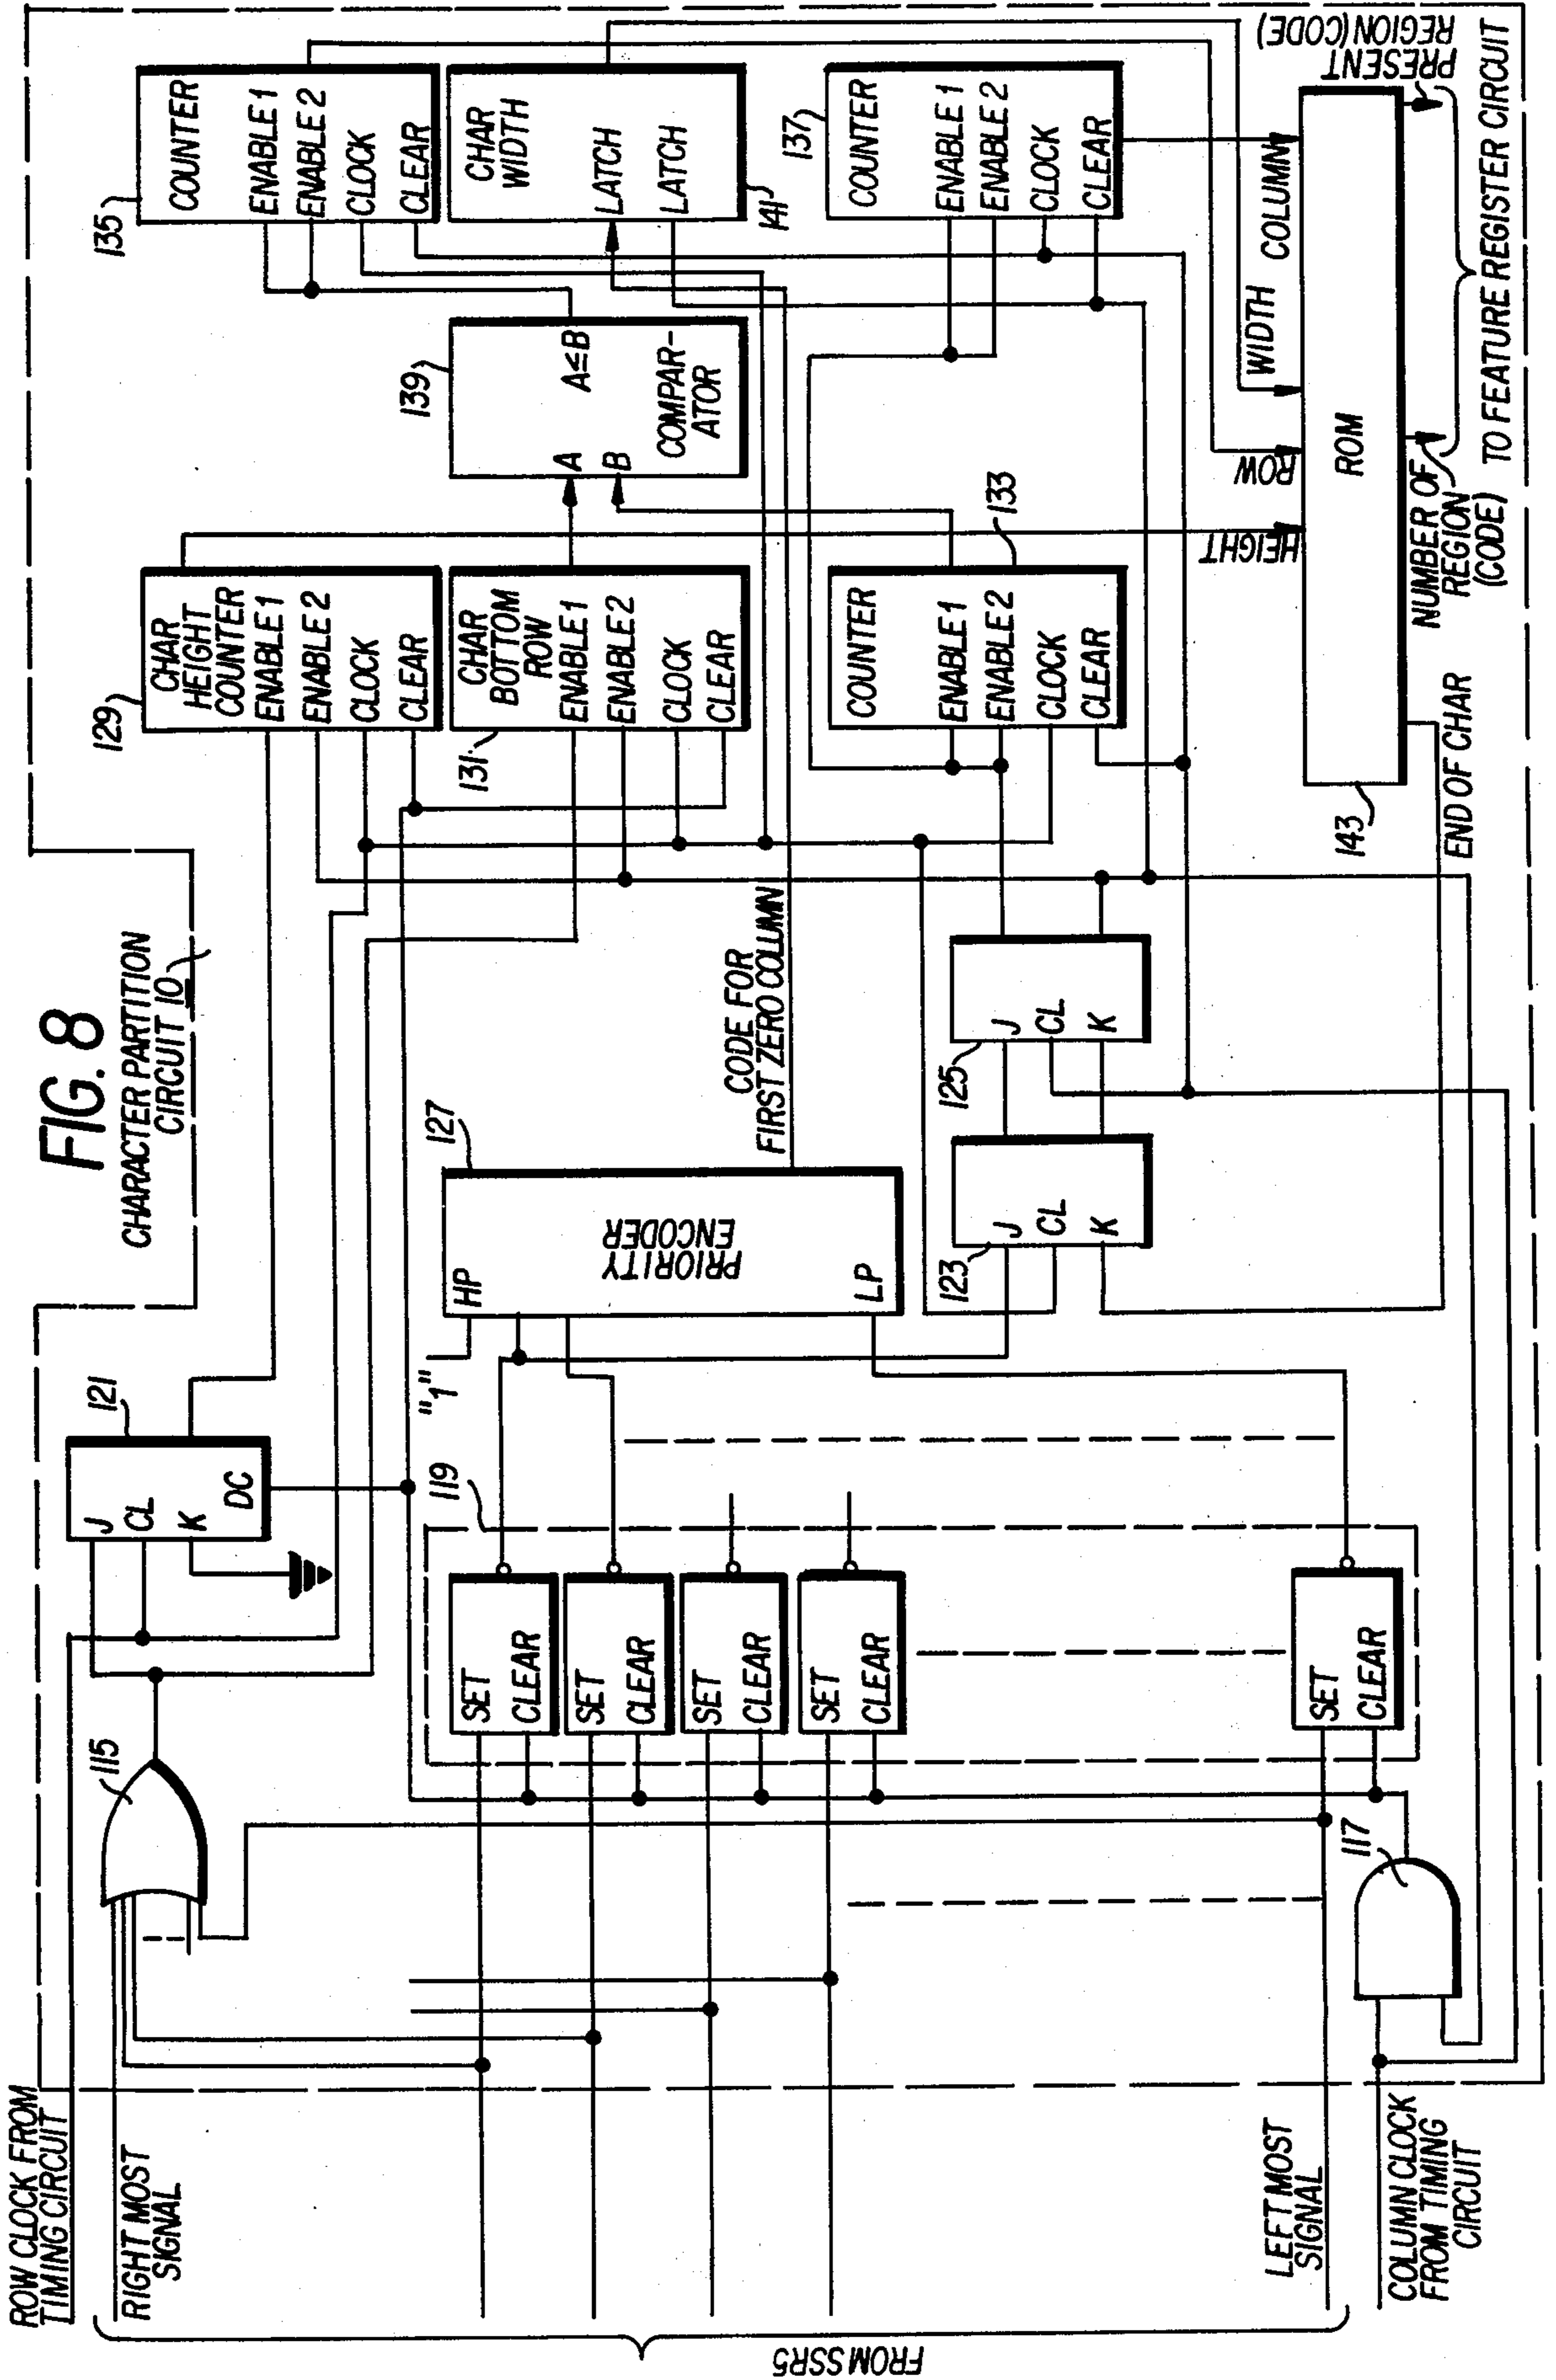 FIG. 8
CHARACTER PARTITION
CIRCUIT 10
ROW CLOCK FROM
TIMING CIRCUIT
RIGHT MOST
SIGNAL
FROM SSR5
LEFT MOST
SIGNAL
COLUMN CLOCK
FROM TIMING
CIRCUIT
115
117
119
SET
CLEAR
SET
CLEAR
SET
CLEAR
SET
CLEAR
SET
CLEAR
121
J
CL
K
DC
"1"
127
HP
PRIORITY
ENCODER
LP
CODE FOR
FIRST ZERO COLUMN
123
J
CL
K
125
J
CL
K
129
CHAR
HEIGHT
COUNTER
ENABLE 1
ENABLE 2
CLOCK
CLEAR
131
CHAR
BOTTOM
ROW
ENABLE 1
ENABLE 2
CLOCK
CLEAR
133
COUNTER
ENABLE 1
ENABLE 2
CLOCK
CLEAR
139
A
B
A≤B
COMPAR-
ATOR
135
COUNTER
ENABLE 1
ENABLE 2
CLOCK
CLEAR
CHAR
WIDTH
LATCH
LATCH
141
137
COUNTER
ENABLE 1
ENABLE 2
CLOCK
CLEAR
HEIGHT
ROW
WIDTH
COLUMN
143
ROM
END OF CHAR
NUMBER OF
REGION
(CODE)
PRESENT
REGION (CODE)
TO FEATURE REGISTER CIRCUIT